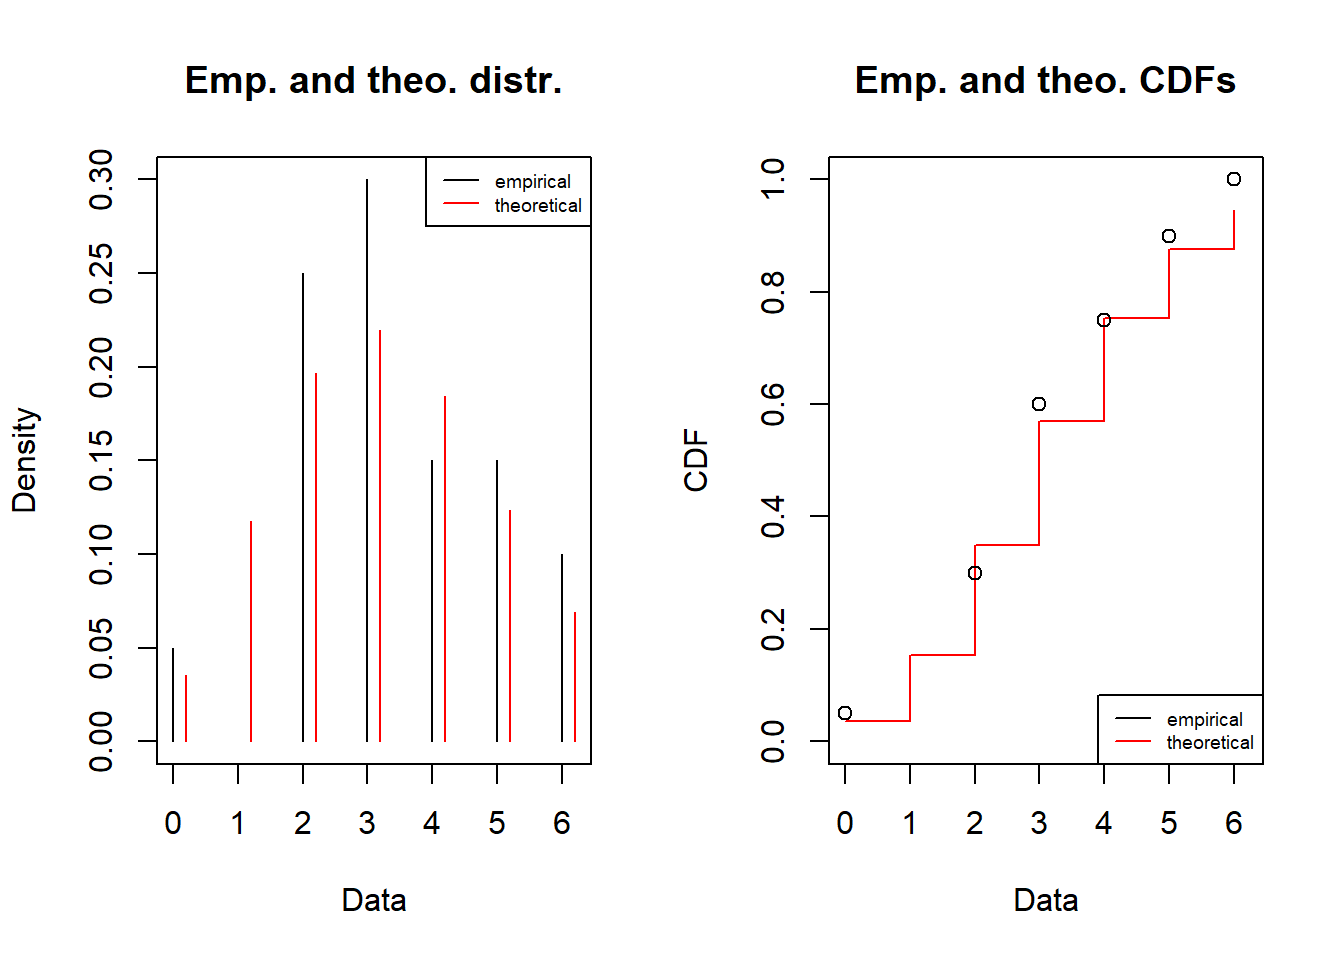 Emp. and theo. distr.
Density
0.00 0.05 0.10 0.15 0.20 0.25 0.30
empirical
theoretical
0 1 2 3 4 5 6
Data
Emp. and theo. CDFs
CDF
0.0 0.2 0.4 0.6 0.8 1.0
empirical
theoretical
0 1 2 3 4 5 6
Data